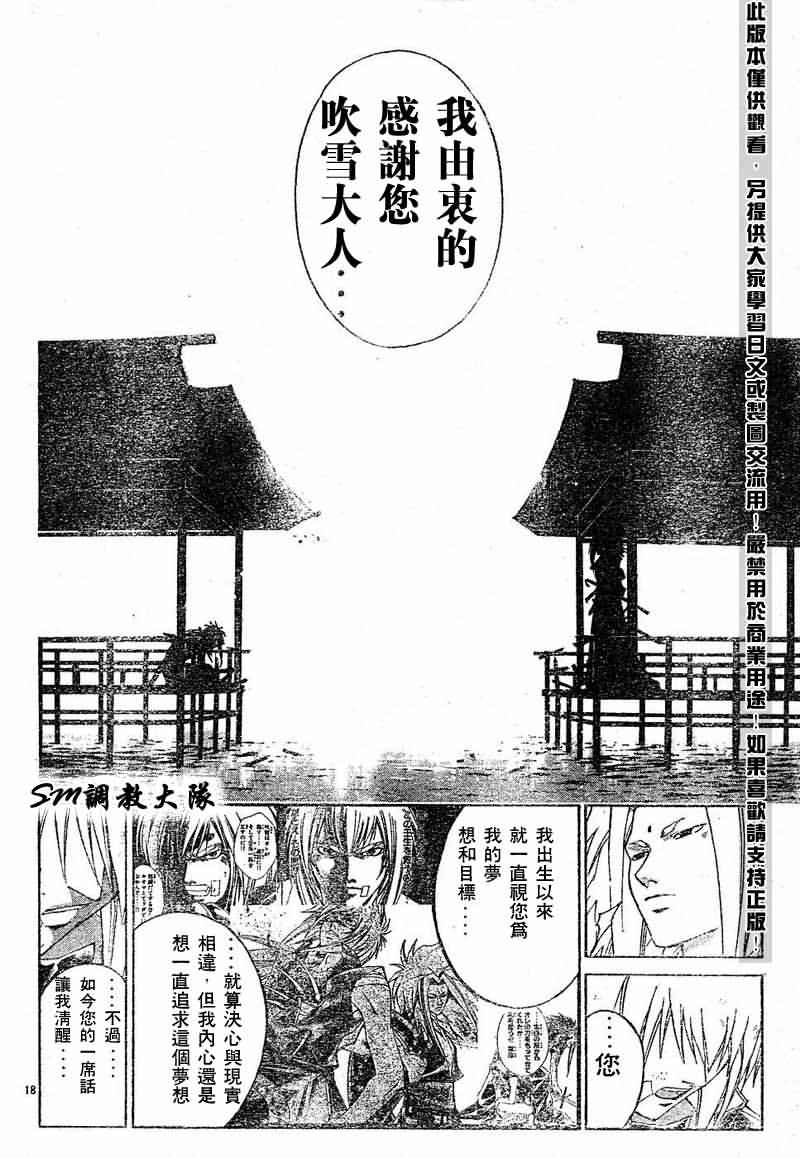 我由衷的
感謝您
吹雪大人...
此版本僅供觀看，另提供大家學習日文或製圖交流用！嚴禁用於商業用途！如果喜歡請支持正版！
SM調教大隊
....您
我出生以來
就一直視您為
我的夢
想和目標....
....就算決心與現實
相違，但我內心還是
想一直追求這個夢想
....不過....
如今您的一席話
讓我清醒....
18